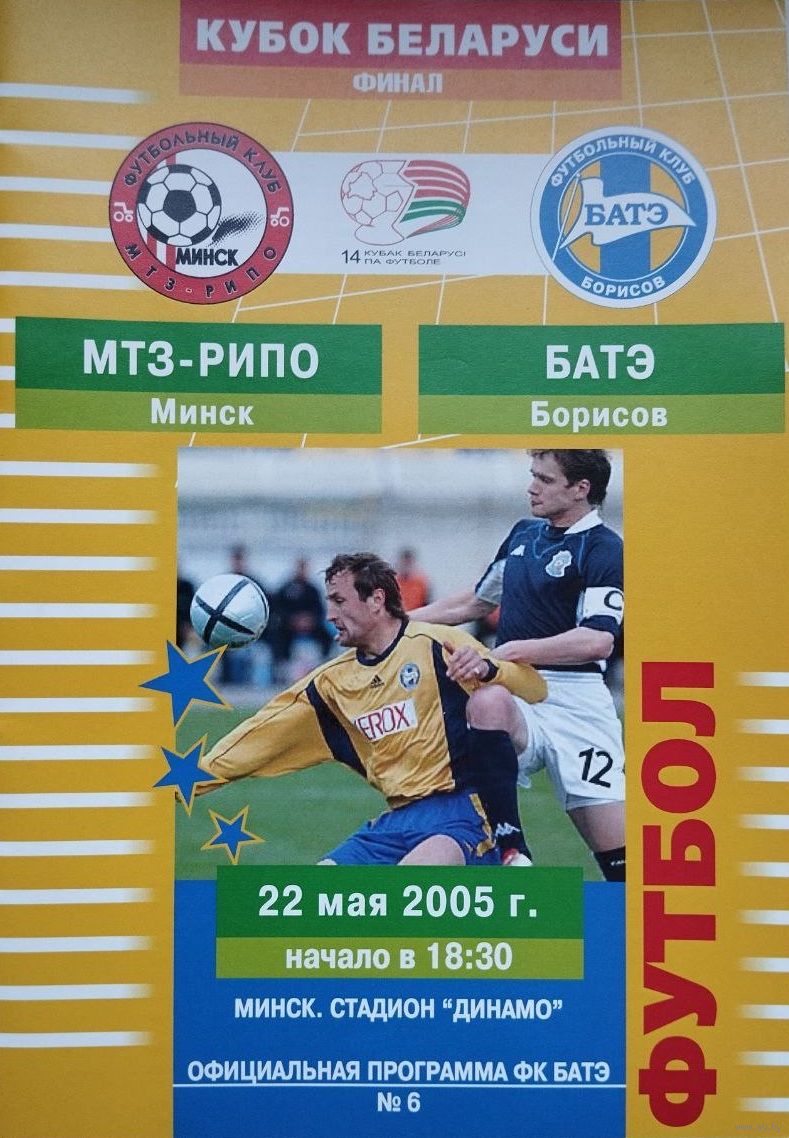 КУБОК БЕЛАРУСИ
ФИНАЛ
ФУТБОЛЬНЫЙ КЛУБ
МИНСК
МТЗ-РИПО
14 КУБАК БЕЛАРУСІ
ПА ФУТБОЛЕ
ФУТБОЛЬНЫЙ КЛУБ
БАТЭ
БОРИСОВ
МТЗ-РИПО
Минск
БАТЭ
Борисов
XEROX
C
12
ФУТБОЛ
22 мая 2005 г.
начало в 18:30
МИНСК. СТАДИОН "ДИНАМО"
ОФИЦИАЛЬНАЯ ПРОГРАММА ФК БАТЭ
№ 6